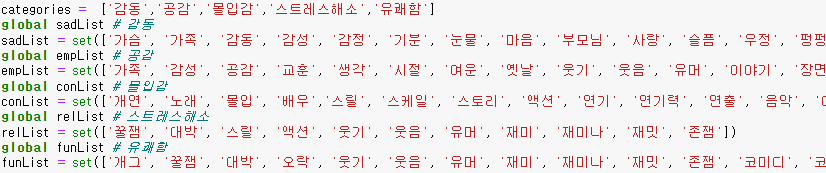 categories = ['감동','공감','몰입감','스트레스해소','유쾌함']
global sadList # 감동
sadList = set(['가슴', '가족', '감동', '감성', '감정', '기분', '눈물', '마음', '부모님', '사랑', '슬픔', '우정', '펑펑
global empList # 공감
empList = set(['가족', '감성', '공감', '교훈', '생각', '시절', '여운', '옛날', '웃기', '웃음', '유머', '이야기', '장면
global conList # 몰입감
conList = set(['개연', '노래', '몰입', '배우','스릴', '스케일', '스토리', '액션', '연기', '연기력', '연출', '음악',
global relList # 스트레스해소
relList = set(['꿀잼', '대박', '스릴', '액션', '웃기', '웃음', '유머', '재미', '재미나', '재밋', '존잼'])
global funList # 유쾌함
funList = set(['개그', '꿀잼', '대박', '오락', '웃기', '웃음', '유머', '재미', '재미나', '재밋', '존잼', '코미디', '코